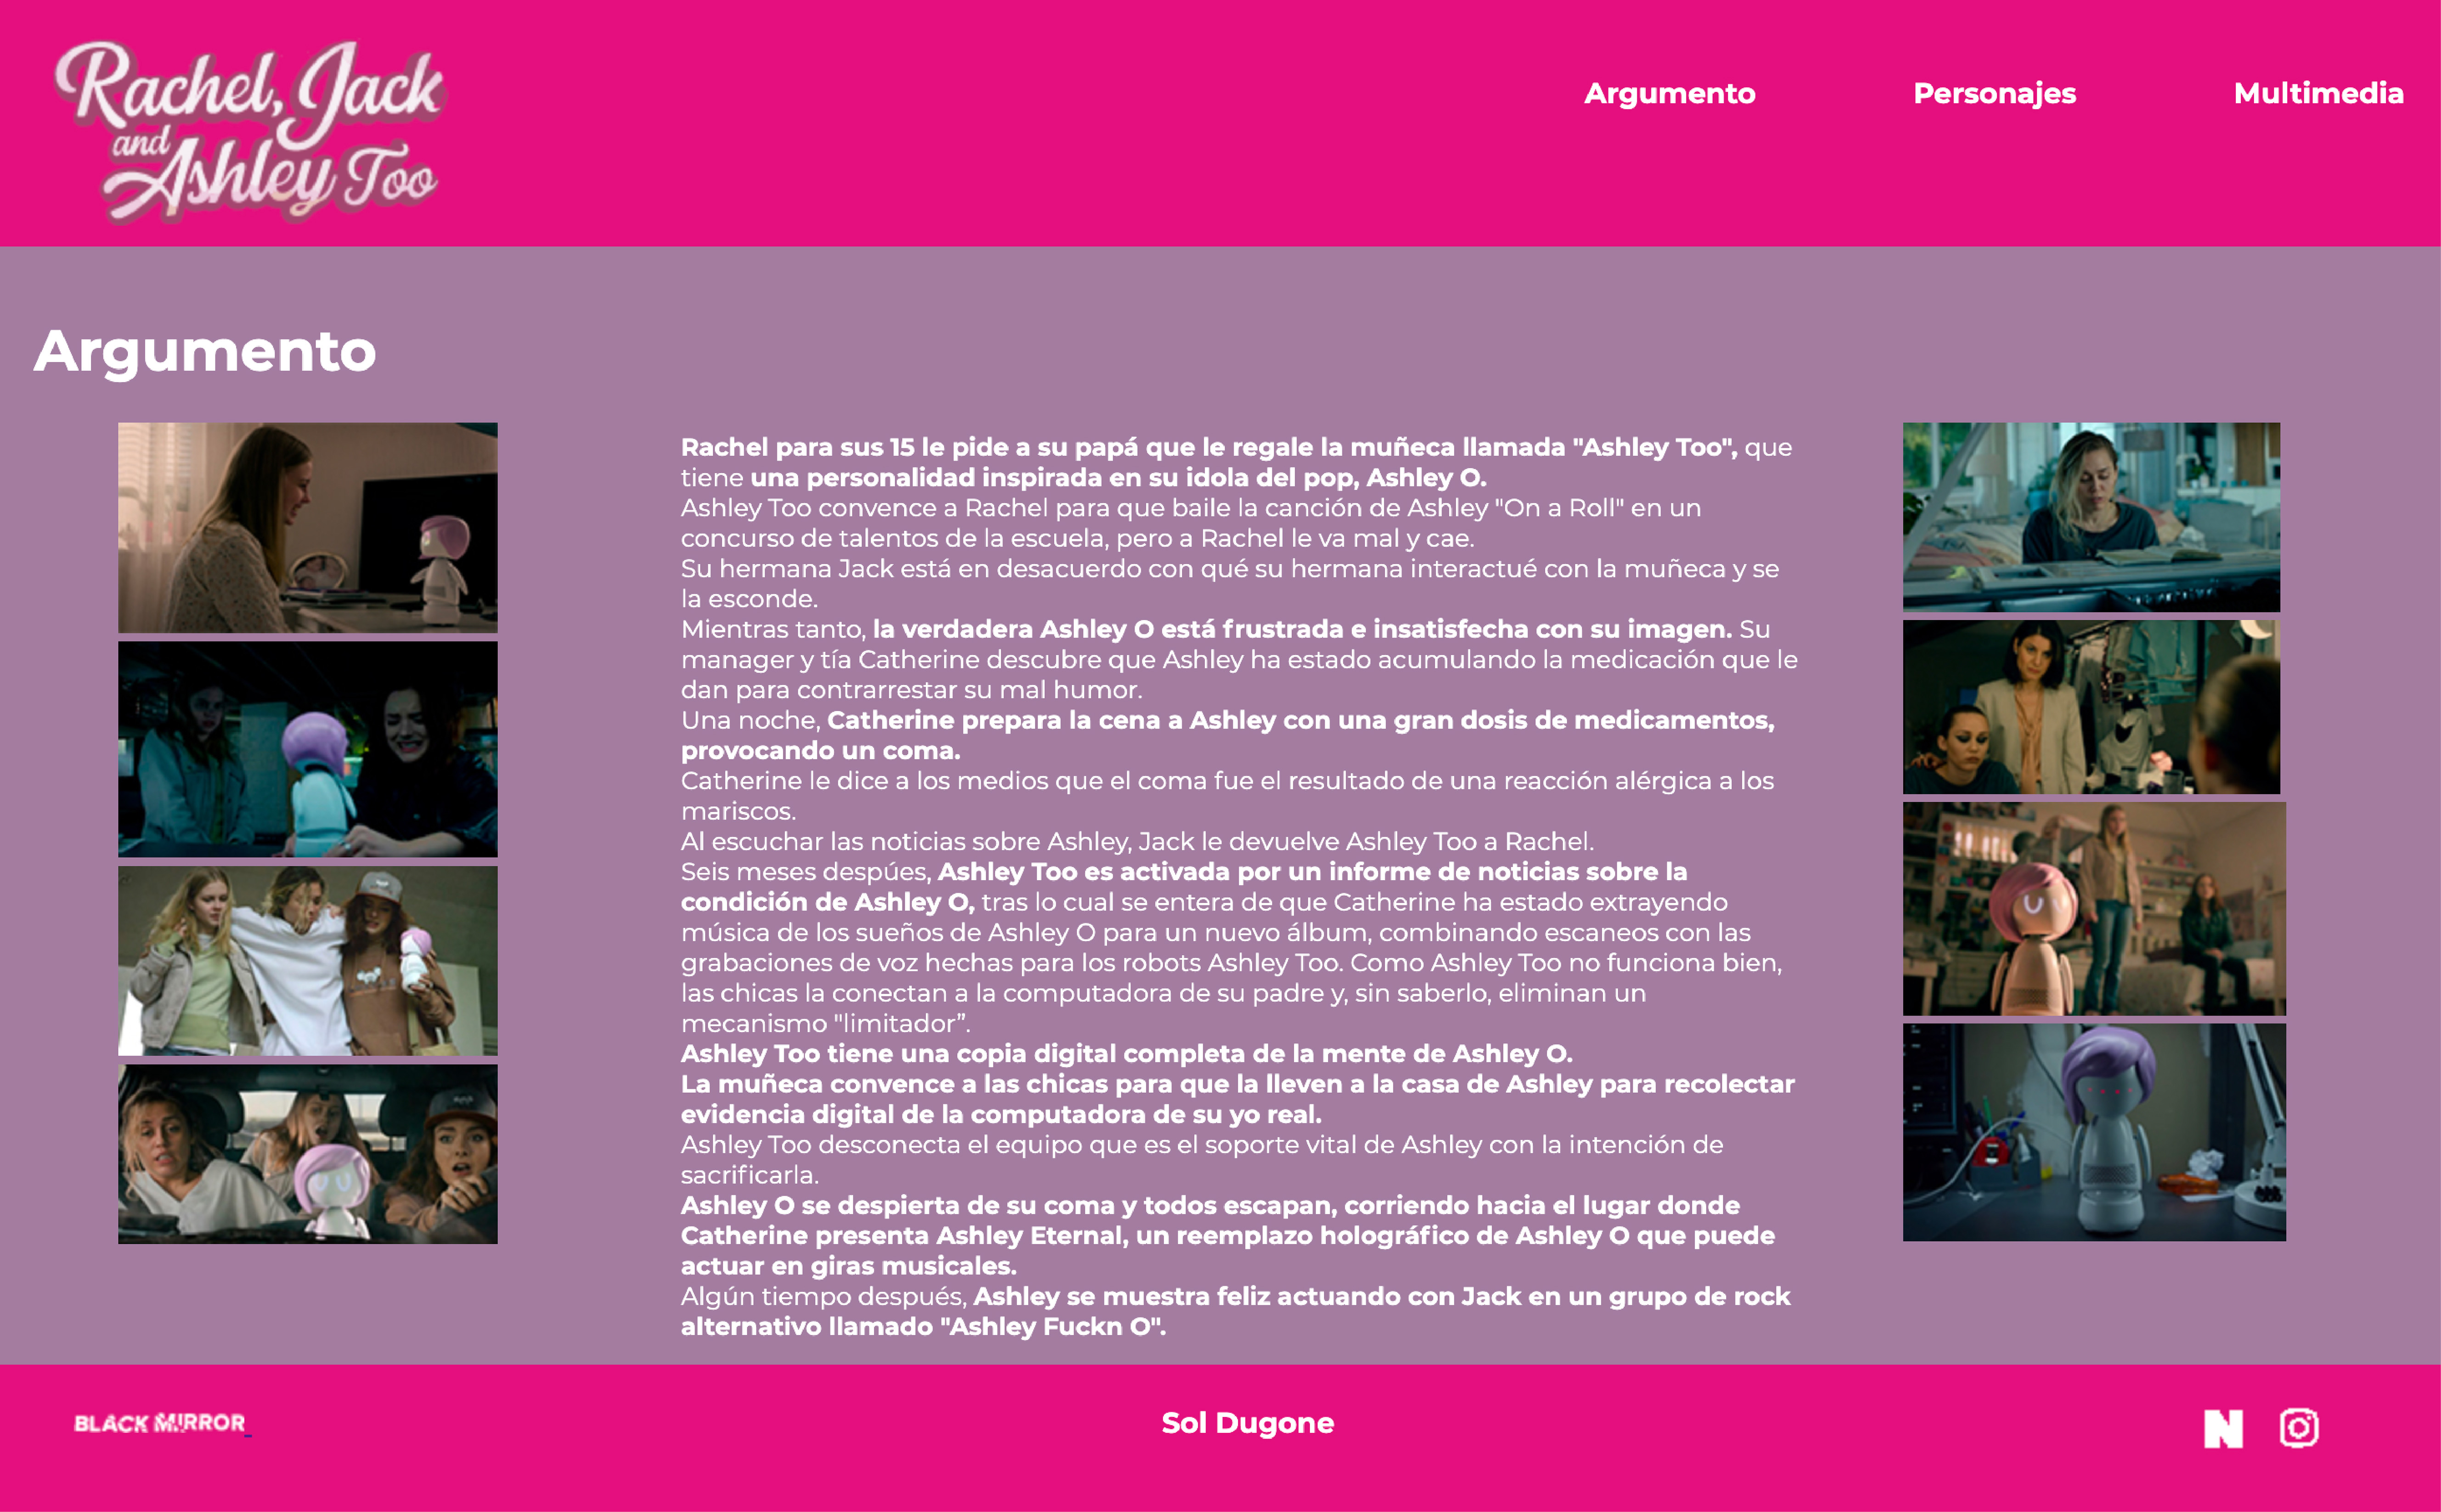 Rachel, Jack
and
Ashley Too
Argumento
Personajes
Multimedia
Argumento
Rachel para sus 15 le pide a su papá que le regale la muñeca llamada "Ashley Too", que
tiene una personalidad inspirada en su idola del pop, Ashley O.
Ashley Too convence a Rachel para que baile la canción de Ashley "On a Roll" en un
concurso de talentos de la escuela, pero a Rachel le va mal y cae.
Su hermana Jack está en desacuerdo con qué su hermana interactué con la muñeca y se
la esconde.
Mientras tanto, la verdadera Ashley O está frustrada e insatisfecha con su imagen. Su
manager y tía Catherine descubre que Ashley ha estado acumulando la medicación que le
dan para contrarrestar su mal humor.
Una noche, Catherine prepara la cena a Ashley con una gran dosis de medicamentos,
provocando un coma.
Catherine le dice a los medios que el coma fue el resultado de una reacción alérgica a los
mariscos.
Al escuchar las noticias sobre Ashley, Jack le devuelve Ashley Too a Rachel.
Seis meses despúes, Ashley Too es activada por un informe de noticias sobre la
condición de Ashley O, tras lo cual se entera de que Catherine ha estado extrayendo
música de los sueños de Ashley O para un nuevo álbum, combinando escaneos con las
grabaciones de voz hechas para los robots Ashley Too. Como Ashley Too no funciona bien,
las chicas la conectan a la computadora de su padre y, sin saberlo, eliminan un
mecanismo "limitador”.
Ashley Too tiene una copia digital completa de la mente de Ashley O.
La muñeca convence a las chicas para que la lleven a la casa de Ashley para recolectar
evidencia digital de la computadora de su yo real.
Ashley Too desconecta el equipo que es el soporte vital de Ashley con la intención de
sacrificarla.
Ashley O se despierta de su coma y todos escapan, corriendo hacia el lugar donde
Catherine presenta Ashley Eternal, un reemplazo holográfico de Ashley O que puede
actuar en giras musicales.
Algún tiempo después, Ashley se muestra feliz actuando con Jack en un grupo de rock
alternativo llamado "Ashley Fuckn O".
BLACK MIRROR
Sol Dugone
N